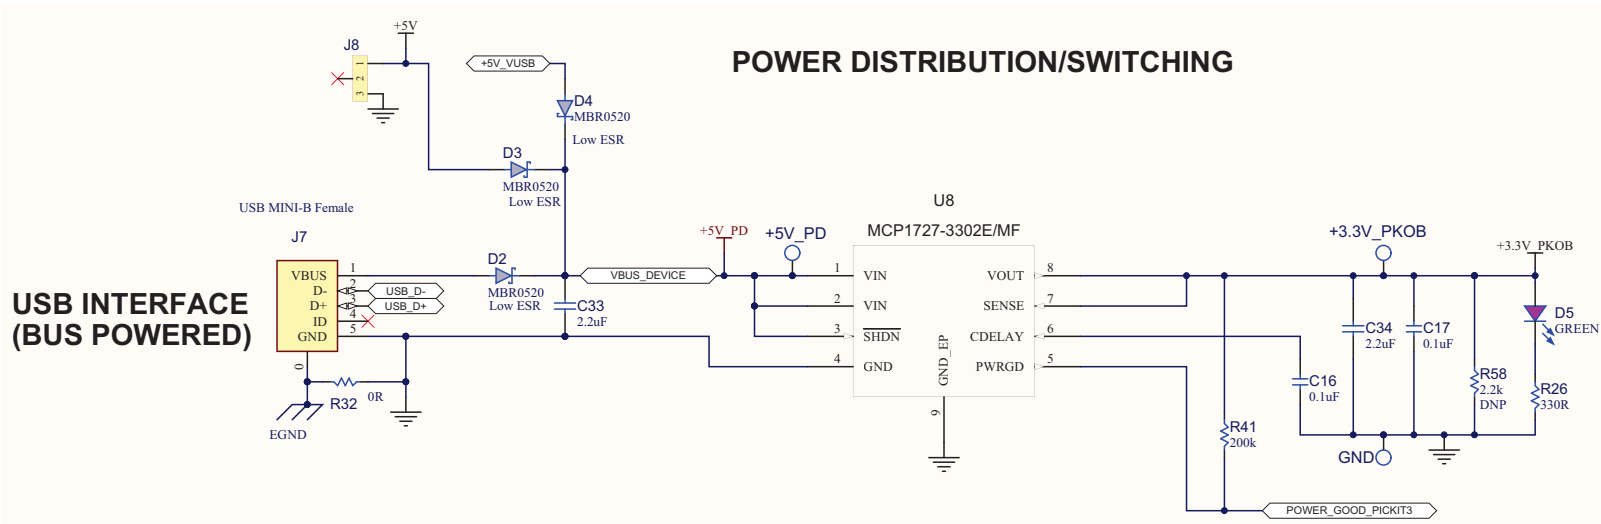 POWER DISTRIBUTION/SWITCHING
+5V
J8
1
2
3
+5V_VUSB
D4
MBR0520
Low ESR
D3
MBR0520
Low ESR
USB MINI-B Female
J7
USB INTERFACE
(BUS POWERED)
VBUS 1
D- 2 USB_D-
D+ 3 USB_D+
ID 4
GND 5
0
R32
0R
EGND
D2
MBR0520
Low ESR
VBUS_DEVICE
C33
2.2uF
+5V_PD
+5V_PD
U8
MCP1727-3302E/MF
1 VIN VOUT 8
2 VIN SENSE 7
3 SHDN CDELAY 6
4 GND PWRGD 5
GND_EP
9
+3.3V_PKOB
+3.3V_PKOB
C34
2.2uF
C17
0.1uF
D5
GREEN
C16
0.1uF
R58
2.2k
DNP
R26
330R
R41
200k
GND
POWER_GOOD_PICKIT3